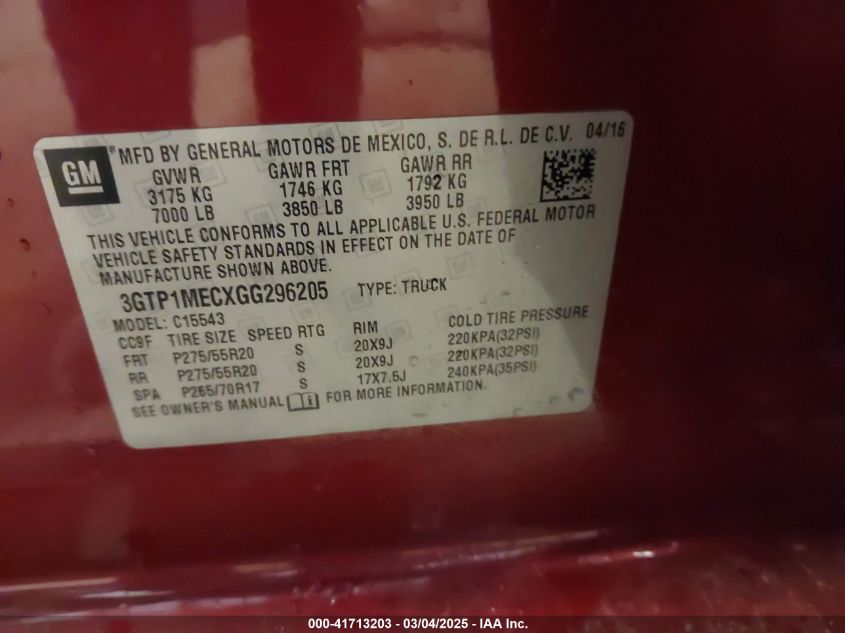 GM
® MFD BY GENERAL MOTORS DE MEXICO, S. DE R.L. DE C.V. 04/16
GVWR GAWR FRT GAWR RR
3175 KG 1746 KG 1792 KG
7000 LB 3850 LB 3950 LB
THIS VEHICLE CONFORMS TO ALL APPLICABLE U.S. FEDERAL MOTOR
VEHICLE SAFETY STANDARDS IN EFFECT ON THE DATE OF
MANUFACTURE SHOWN ABOVE.
3GTP1MECXGG296205 TYPE: TRUCK
MODEL: C15543
CC9F TIRE SIZE SPEED RTG RIM COLD TIRE PRESSURE
FRT P275/55R20 S 20X9J 220KPA(32PSI)
RR P275/55R20 S 20X9J 220KPA(32PSI)
SPA P265/70R17 S 17X7.5J 240KPA(35PSI)
SEE OWNER'S MANUAL FOR MORE INFORMATION.
000-41713203 - 03/04/2025 - IAA Inc.